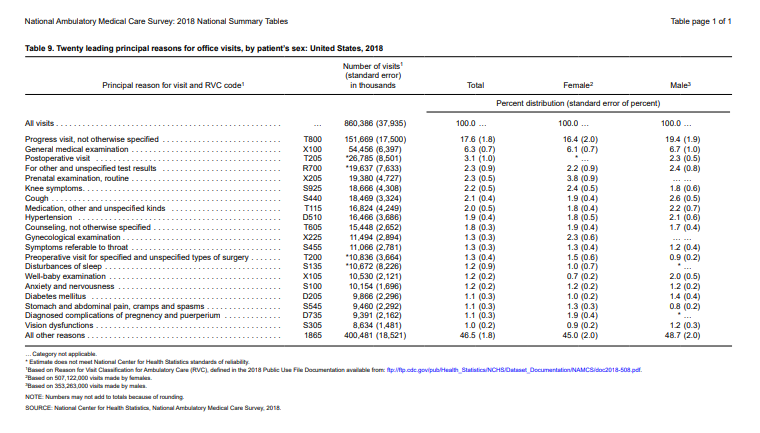 National Ambulatory Medical Care Survey: 2018 National Summary Tables Table page 1 of 1
Table 9. Twenty leading principal reasons for office visits, by patient's sex: United States, 2018
Principal reason for visit and RVC code¹ Number of visits¹ (standard error) in thousands Total Female² Male³
Percent distribution (standard error of percent)
All visits ... 860,386 (37,935) 100.0 ... 100.0 ... 100.0 ...
Progress visit, not otherwise specified T800 151,669 (17,500) 17.6 (1.8) 16.4 (2.0) 19.4 (1.9)
General medical examination X100 54,456 (6,397) 6.3 (0.7) 6.1 (0.7) 6.7 (1.0)
Postoperative visit T205 *26,785 (8,501) 3.1 (1.0) * ... 2.3 (0.5)
For other and unspecified test results R700 *19,637 (7,633) 2.3 (0.9) 2.2 (0.9) 2.4 (0.8)
Prenatal examination, routine X205 19,380 (4,727) 2.3 (0.5) 3.8 (0.9) ... ...
Knee symptoms S925 18,666 (4,308) 2.2 (0.5) 2.4 (0.5) 1.8 (0.6)
Cough S440 18,469 (3,324) 2.1 (0.4) 1.9 (0.4) 2.6 (0.5)
Medication, other and unspecified kinds T115 16,824 (4,249) 2.0 (0.5) 1.8 (0.4) 2.2 (0.7)
Hypertension D510 16,466 (3,686) 1.9 (0.4) 1.8 (0.5) 2.1 (0.6)
Counseling, not otherwise specified T605 15,448 (2,652) 1.8 (0.3) 1.9 (0.4) 1.7 (0.4)
Gynecological examination X225 11,494 (2,894) 1.3 (0.3) 2.3 (0.6) ... ...
Symptoms referable to throat S455 11,066 (2,781) 1.3 (0.3) 1.3 (0.4) 1.2 (0.4)
Preoperative visit for specified and unspecified types of surgery T200 *10,836 (3,664) 1.3 (0.4) 1.5 (0.6) 0.9 (0.2)
Disturbances of sleep S135 *10,672 (8,226) 1.2 (0.9) 1.0 (0.7) * ...
Well-baby examination X105 10,530 (2,121) 1.2 (0.2) 0.7 (0.2) 2.0 (0.5)
Anxiety and nervousness S100 10,154 (1,696) 1.2 (0.2) 1.2 (0.2) 1.2 (0.2)
Diabetes mellitus D205 9,866 (2,296) 1.1 (0.3) 1.0 (0.2) 1.4 (0.4)
Stomach and abdominal pain, cramps and spasms S545 9,460 (2,292) 1.1 (0.3) 1.3 (0.3) 0.8 (0.2)
Diagnosed complications of pregnancy and puerperium D735 9,391 (2,162) 1.1 (0.3) 1.9 (0.4) * ...
Vision dysfunctions S305 8,634 (1,481) 1.0 (0.2) 0.9 (0.2) 1.2 (0.3)
All other reasons 1865 400,481 (18,521) 46.5 (1.8) 45.0 (2.0) 48.7 (2.0)
... Category not applicable.
* Estimate does not meet National Center for Health Statistics standards of reliability.
¹Based on Reason for Visit Classification for Ambulatory Care (RVC), defined in the 2018 Public Use File Documentation available from: ftp://ftp.cdc.gov/pub/Health_Statistics/NCHS/Dataset_Documentation/NAMCS/doc2018-508.pdf.
²Based on 507,122,000 visits made by females.
³Based on 353,263,000 visits made by males.
NOTE: Numbers may not add to totals because of rounding.
SOURCE: National Center for Health Statistics, National Ambulatory Medical Care Survey, 2018.